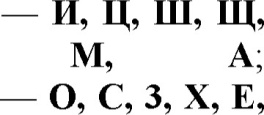 — И, Ц, Ш, Щ,
М, А;
— О, С, З, Х, Е,